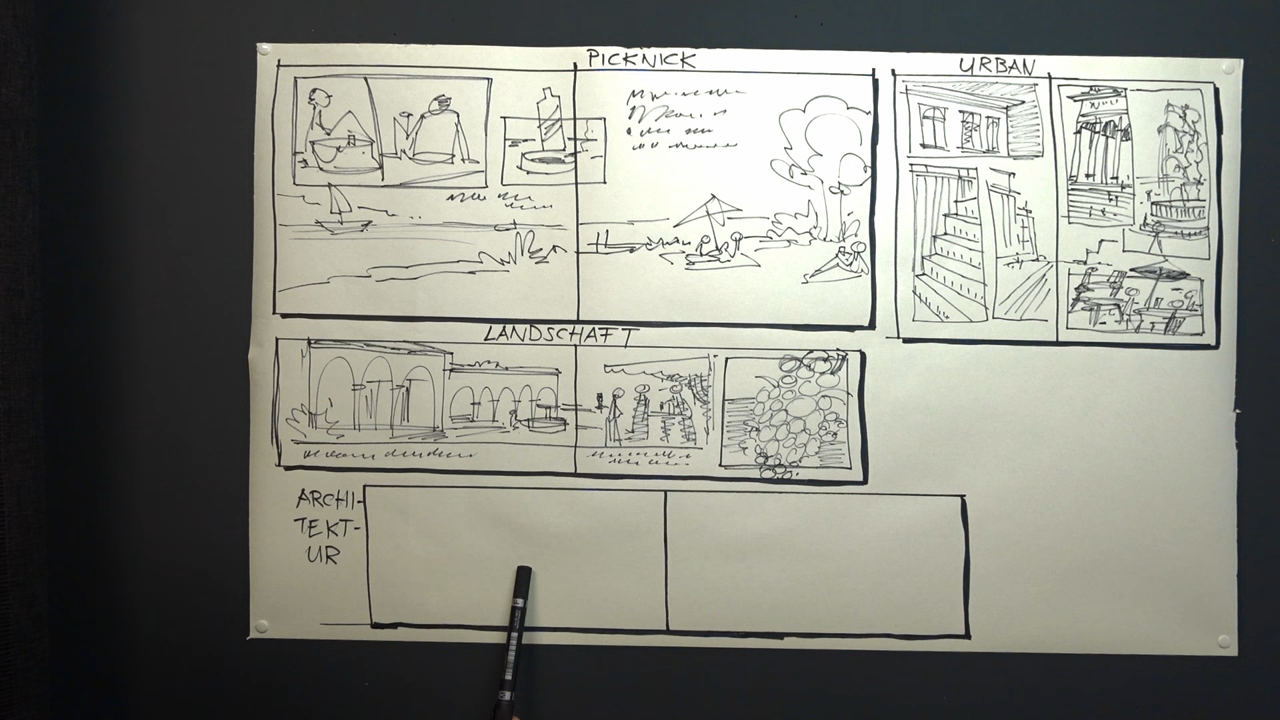 PICKNICK
URBAN
LANDSCHAFT
ARCHI-
TEKT-
UR